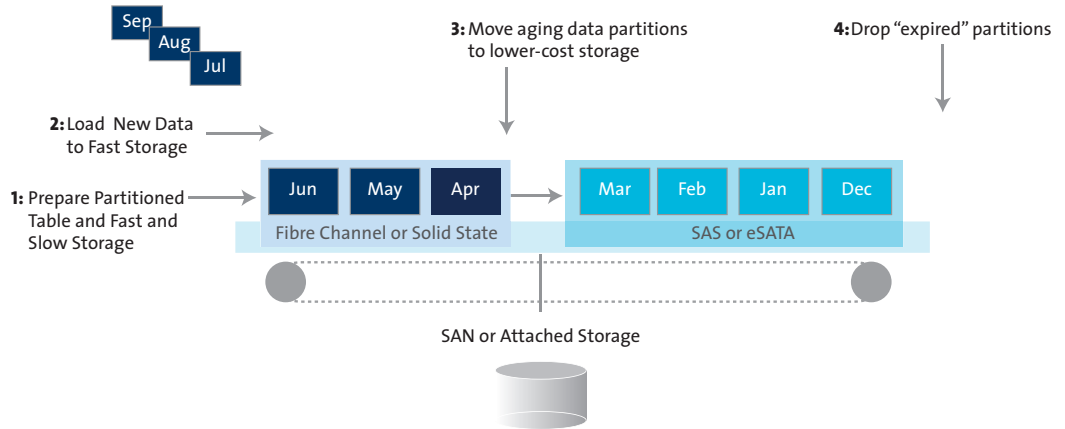 Sep
Aug
Jul
3: Move aging data partitions
to lower-cost storage
4: Drop “expired” partitions
2: Load New Data
to Fast Storage
1: Prepare Partitioned
Table and Fast and
Slow Storage
Jun May Apr
Mar Feb Jan Dec
Fibre Channel or Solid State
SAS or eSATA
SAN or Attached Storage